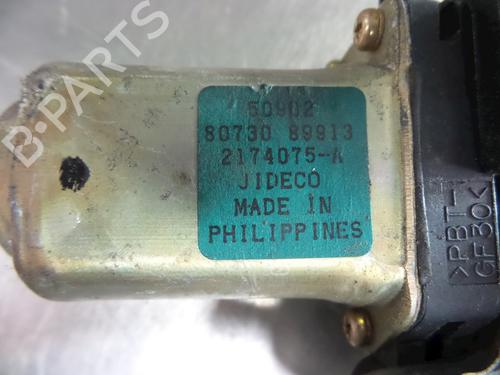 50902
80730 89913
2174075-A
JIDECO
MADE IN
PHILIPPINES
>PBT-
GF30<
B-PARTS